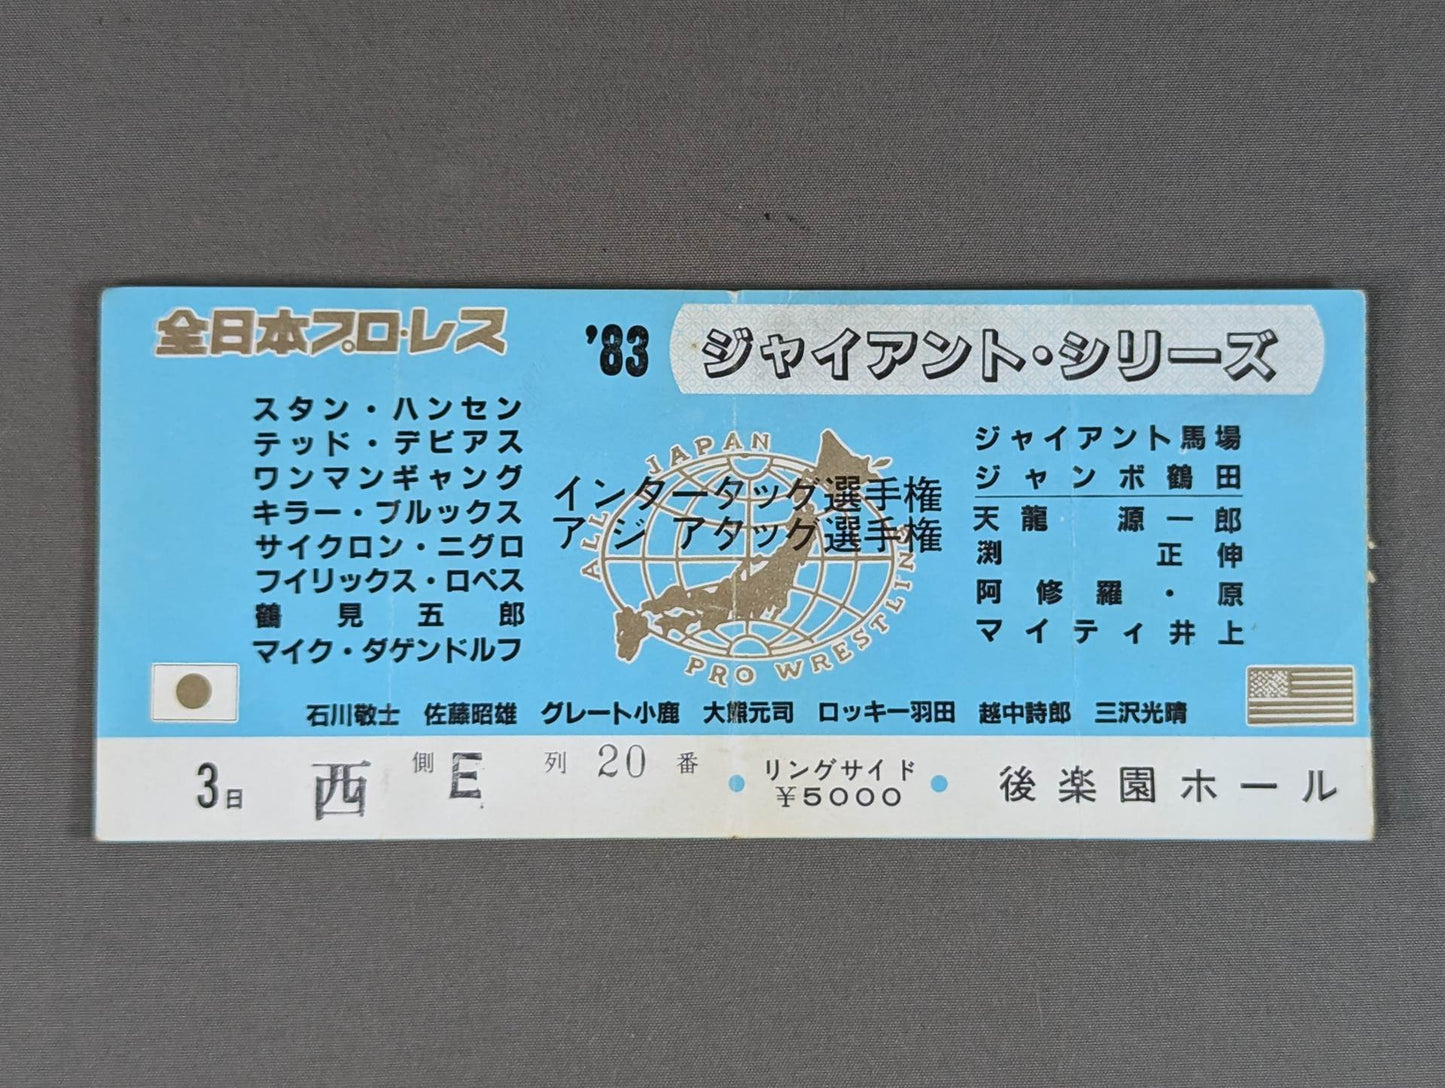 全日本プロ・レス
'83 ジャイアント・シリーズ
スタン・ハンセン
テッド・デビアス
ワンマンギャング
キラー・ブルックス
サイクロン・ニグロ
フイリックス・ロペス
鶴見五郎
マイク・ダゲンドルフ
インタータッグ選手権
アジアタッグ選手権
ALL JAPAN
PRO WRESTLING
ジャイアント馬場
ジャンボ鶴田
天龍源一郎
渕正伸
阿修羅・原
マイティ井上
石川敬士 佐藤昭雄 グレート小鹿 大熊元司 ロッキー羽田 越中詩郎 三沢光晴
3日 西側 E列 20番 ・リングサイド・ 後楽園ホール
¥5000